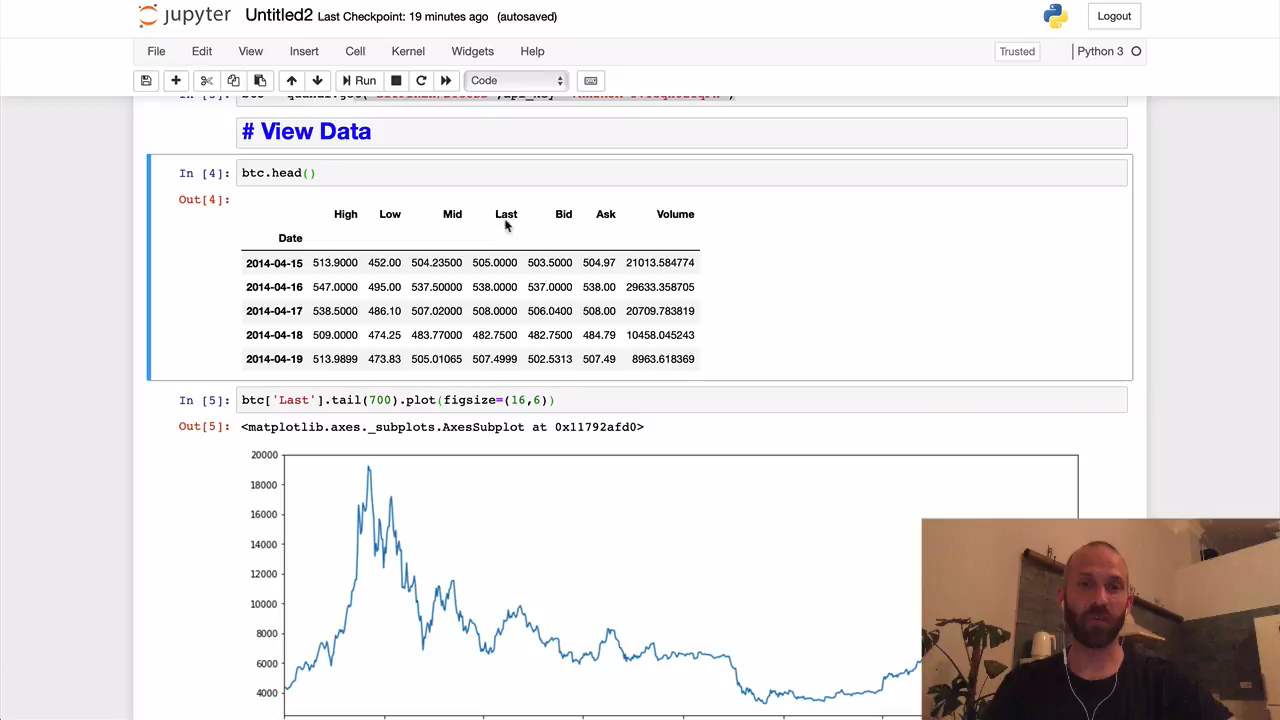 jupyter Untitled2 Last Checkpoint: 19 minutes ago (autosaved)
Logout
File Edit View Insert Cell Kernel Widgets Help
Trusted Python 3
Run Code
# View Data
In [4]: btc.head()
Out[4]:
High Low Mid Last Bid Ask Volume
Date
2014-04-15 513.9000 452.00 504.23500 505.0000 503.5000 504.97 21013.584774
2014-04-16 547.0000 495.00 537.50000 538.0000 537.0000 538.00 29633.358705
2014-04-17 538.5000 486.10 507.02000 508.0000 506.0400 508.00 20709.783819
2014-04-18 509.0000 474.25 483.77000 482.7500 482.7500 484.79 10458.045243
2014-04-19 513.9899 473.83 505.01065 507.4999 502.5313 507.49 8963.618369
In [5]: btc['Last'].tail(700).plot(figsize=(16,6))
Out[5]: <matplotlib.axes._subplots.AxesSubplot at 0x11792afd0>
20000
18000
16000
14000
12000
10000
8000
6000
4000